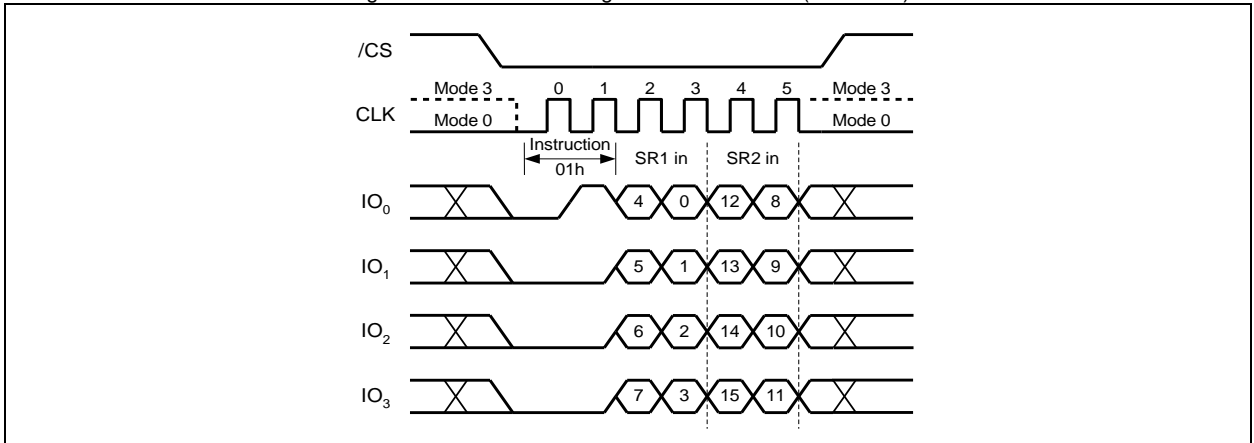 /CS
Mode 3 0 1 2 3 4 5 Mode 3
CLK
Mode 0 Mode 0
Instruction
01h
SR1 in SR2 in
IO0 4 0 12 8
IO1 5 1 13 9
IO2 6 2 14 10
IO3 7 3 15 11